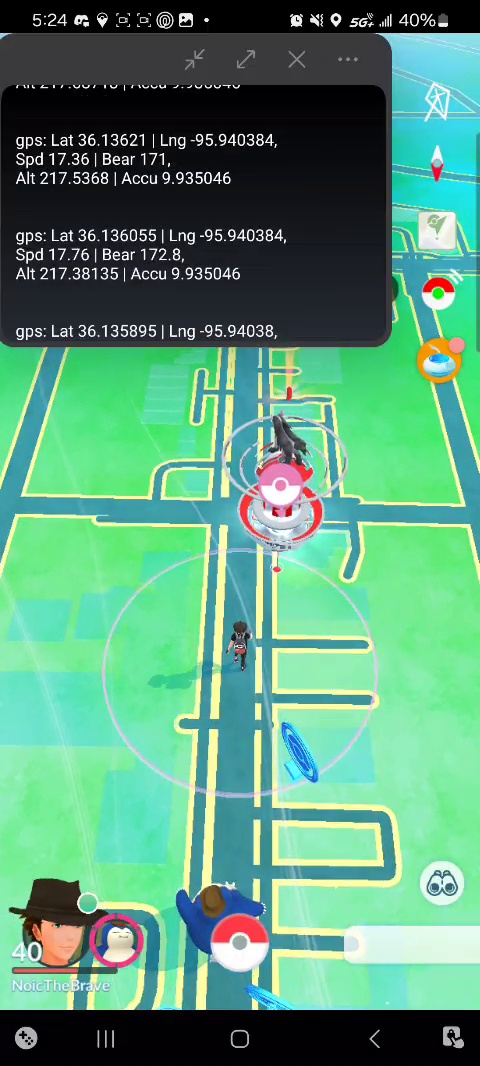 5:24
5G+
40%
gps: Lat 36.13621 | Lng -95.940384,
Spd 17.36 | Bear 171,
Alt 217.5368 | Accu 9.935046
gps: Lat 36.136055 | Lng -95.940384,
Spd 17.76 | Bear 172.8,
Alt 217.38135 | Accu 9.935046
gps: Lat 36.135895 | Lng -95.94038,
40
NoicTheBrave